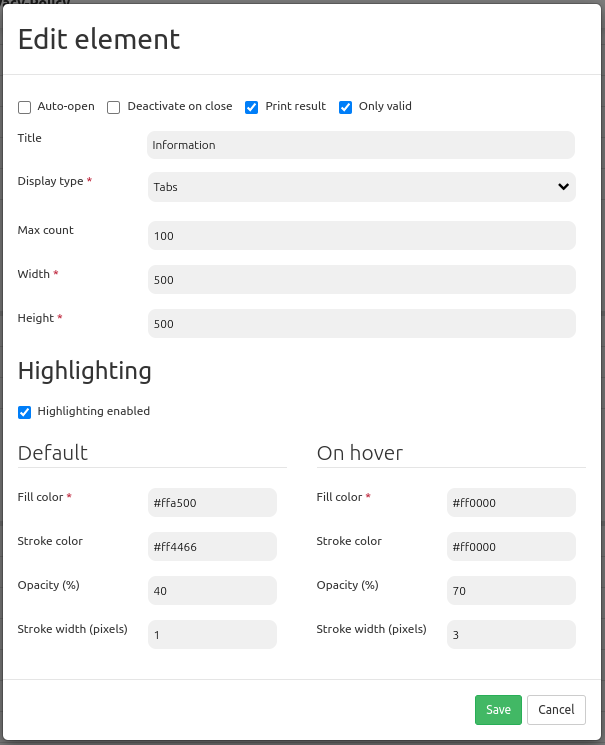 Edit element
Auto-open Deactivate on close Print result Only valid
Title Information
Display type * Tabs
Max count 100
Width * 500
Height * 500
Highlighting
Highlighting enabled
Default On hover
Fill color * #ffa500 Fill color * #ff0000
Stroke color #ff4466 Stroke color #ff0000
Opacity (%) 40 Opacity (%) 70
Stroke width (pixels) 1 Stroke width (pixels) 3
Save Cancel